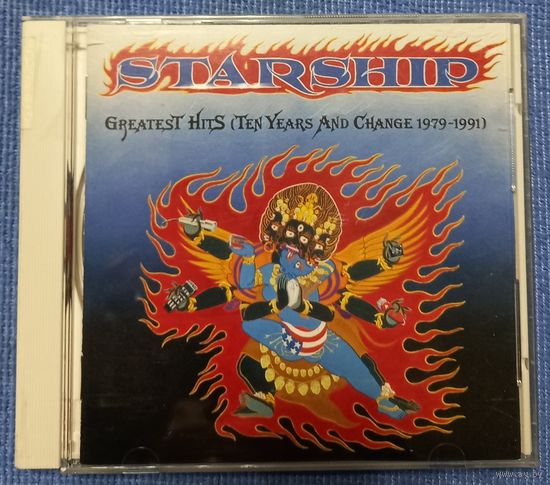 STARSHIP
GREATEST HITS (TEN YEARS AND CHANGE 1979-1991)